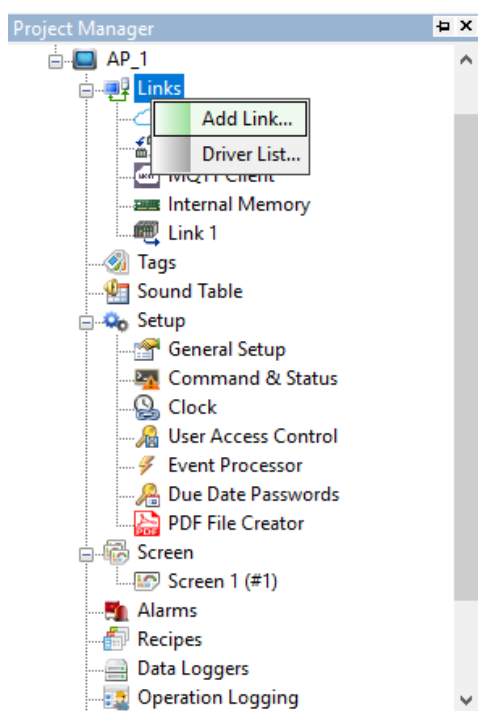 Project Manager
AP_1
Links
Add Link...
Driver List...
MQTT Client
Internal Memory
Link 1
Tags
Sound Table
Setup
General Setup
Command & Status
Clock
User Access Control
Event Processor
Due Date Passwords
PDF File Creator
Screen
Screen 1 (#1)
Alarms
Recipes
Data Loggers
Operation Logging